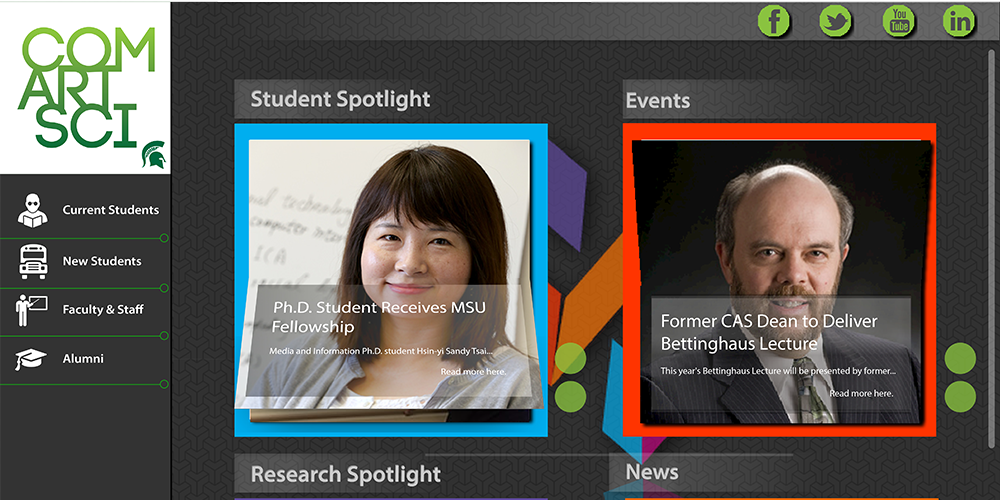 COM
ART
SCI
f
You
Tube
in
Current Students
New Students
Faculty & Staff
Alumni
Student Spotlight
Ph.D. Student Receives MSU
Fellowship
Media and Information Ph.D. student Hsin-yi Sandy Tsai....
Read more here.
Events
Former CAS Dean to Deliver
Bettinghaus Lecture
This year's Bettinghaus Lecture will be presented by former...
Read more here.
Research Spotlight
News